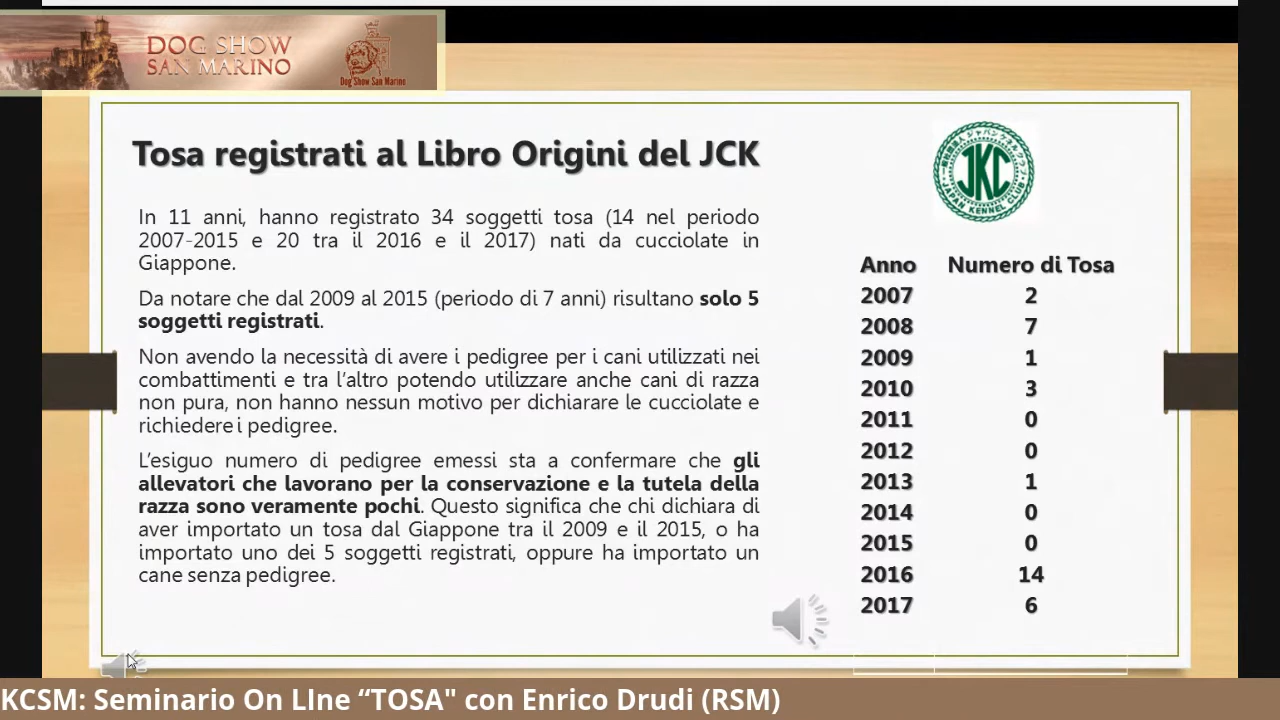 DOG SHOW
SAN MARINO
Dog Show San Marino
Tosa registrati al Libro Origini del JCK
In 11 anni, hanno registrato 34 soggetti tosa (14 nel periodo
2007-2015 e 20 tra il 2016 e il 2017) nati da cucciolate in
Giappone.
Da notare che dal 2009 al 2015 (periodo di 7 anni) risultano solo 5
soggetti registrati.
Non avendo la necessità di avere i pedigree per i cani utilizzati nei
combattimenti e tra l’altro potendo utilizzare anche cani di razza
non pura, non hanno nessun motivo per dichiarare le cucciolate e
richiedere i pedigree.
L’esiguo numero di pedigree emessi sta a confermare che gli
allevatori che lavorano per la conservazione e la tutela della
razza sono veramente pochi. Questo significa che chi dichiara di
aver importato un tosa dal Giappone tra il 2009 e il 2015, o ha
importato uno dei 5 soggetti registrati, oppure ha importato un
cane senza pedigree.
JKC
JAPAN KENNEL CLUB
Anno Numero di Tosa
2007 2
2008 7
2009 1
2010 3
2011 0
2012 0
2013 1
2014 0
2015 0
2016 14
2017 6
KCSM: Seminario On LIne “TOSA" con Enrico Drudi (RSM)